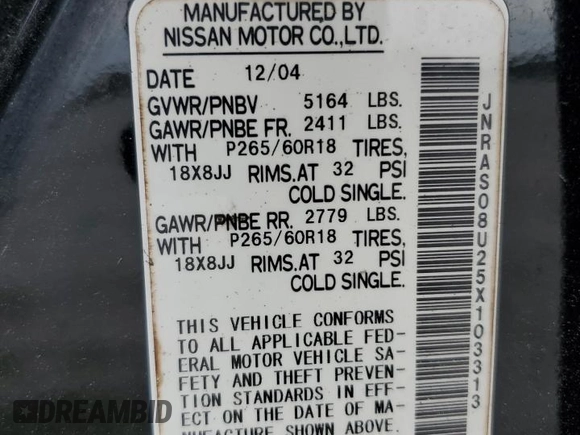 MANUFACTURED BY
NISSAN MOTOR CO.,LTD.
DATE 12/04
GVWR/PNBV 5164 LBS.
GAWR/PNBE FR. 2411 LBS.
WITH P265/60R18 TIRES,
18X8JJ RIMS.AT 32 PSI
COLD SINGLE.
GAWR/PNBE RR. 2779 LBS.
WITH P265/60R18 TIRES,
18X8JJ RIMS.AT 32 PSI
COLD SINGLE.
THIS VEHICLE CONFORMS
TO ALL APPLICABLE FED-
ERAL MOTOR VEHICLE SA-
FETY AND THEFT PREVEN-
TION STANDARDS IN EFF-
ECT ON THE DATE OF MA-
NUFACTURE SHOWN ABOVE.
JNRAS08U25X103313
DREAMBID